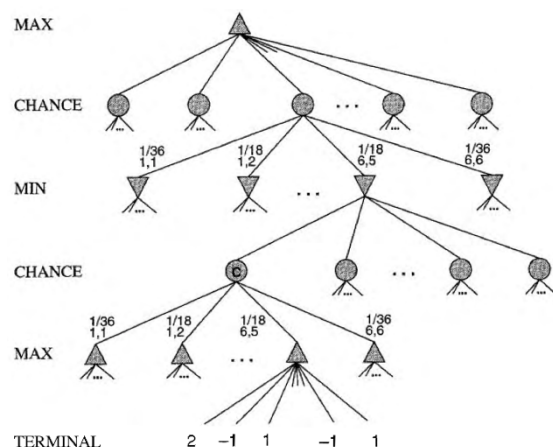 MAX
CHANCE
...
... ... ... ... ...
1/36 1/18 1/18 1/36
1,1 1,2 6,5 6,6
MIN
... ... ... ...
CHANCE
C ...
... ... ...
1/36 1/18 1/18 1/36
1,1 1,2 6,5 6,6
MAX
...
... ... ...
TERMINAL 2 −1 1 −1 1